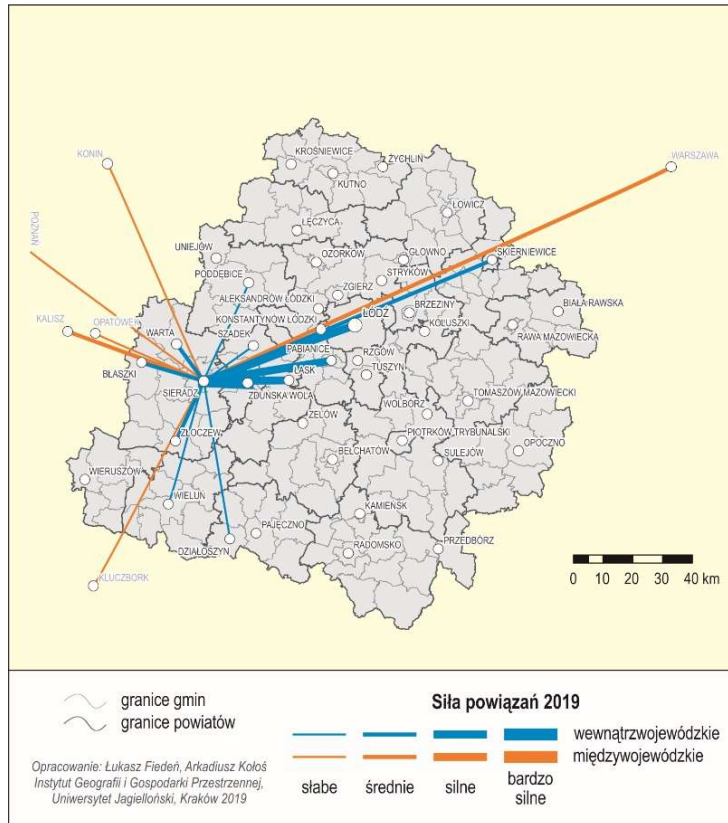 KONIN
WARSZAWA
POZNAŃ
KROŚNIEWICE
ŻYCHLIN
KUTNO
ŁOWICZ
ŁĘCZYCA
UNIEJÓW
OZORKÓW
GŁOWNO
SKIERNIEWICE
PODDĘBICE
STRYKÓW
ZGIERZ
ALEKSANDRÓW ŁÓDZKI
BRZEZINY
BIAŁA RAWSKA
KALISZ
OPATÓWEK
KONSTANTYNÓW ŁÓDZKI
ŁÓDŹ
WARTA
SZADEK
KOLUSZKI
RAWA MAZOWIECKA
PABIANICE
RZGÓW
BŁASZKI
ŁASK
TUSZYN
SIERADZ
ZDUŃSKA WOLA
TOMASZÓW MAZOWIECKI
WOLBÓRZ
ZELÓW
ZŁOCZEW
PIOTRKÓW TRYBUNALSKI
OPOCZNO
BEŁCHATÓW
SULEJÓW
WIERUSZÓW
WIELUŃ
KAMIEŃSK
PAJĘCZNO
DZIAŁOSZYN
RADOMSKO
PRZEDBÓRZ
KLUCZBORK
0 10 20 30 40 km
granice gmin
granice powiatów
Opracowanie: Łukasz Fiedeń, Arkadiusz Kołoś
Instytut Geografii i Gospodarki Przestrzennej,
Uniwersytet Jagielloński, Kraków 2019
Siła powiązań 2019
wewnątrzwojewódzkie
międzywojewódzkie
słabe średnie silne bardzo
silne